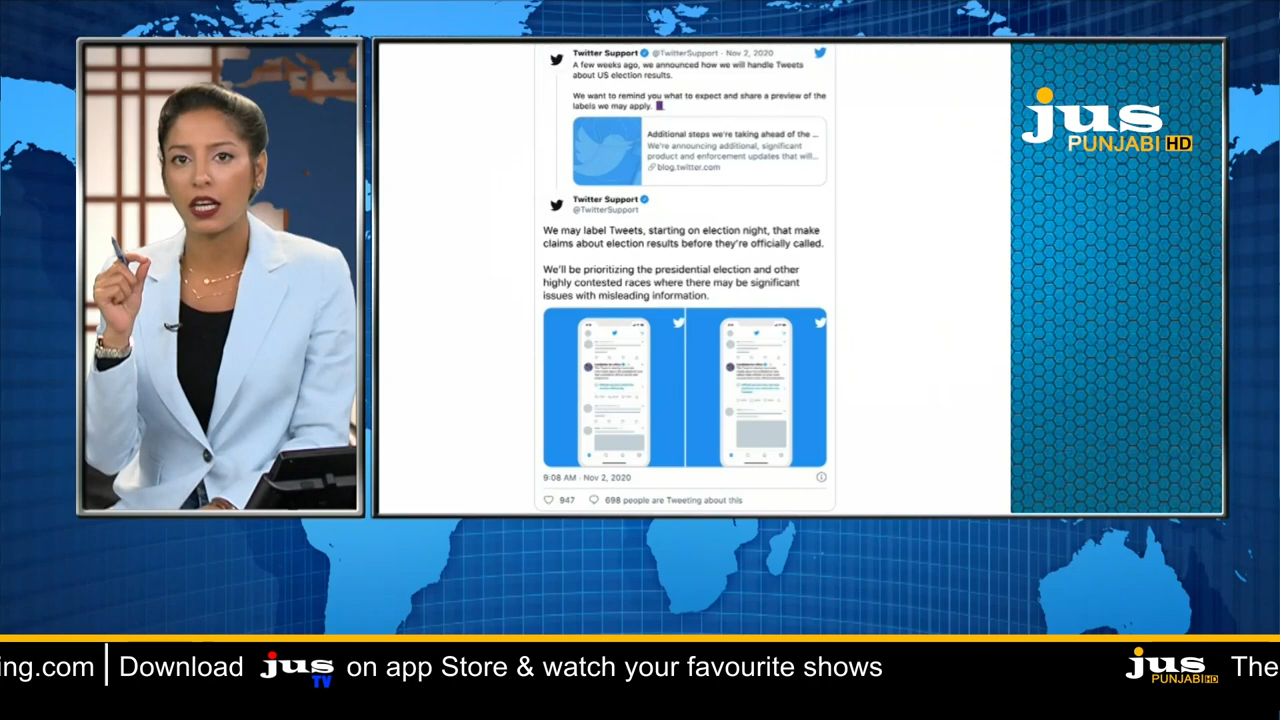 Twitter Support @TwitterSupport · Nov 2, 2020
A few weeks ago, we announced how we will handle Tweets
about US election results.
We want to remind you what to expect and share a preview of the
labels we may apply.
Additional steps we're taking ahead of the ...
We're announcing additional, significant
product and enforcement updates that will...
blog.twitter.com
Twitter Support
@TwitterSupport
We may label Tweets, starting on election night, that make
claims about election results before they're officially called.
We'll be prioritizing the presidential election and other
highly contested races where there may be significant
issues with misleading information.
9:08 AM · Nov 2, 2020
947 698 people are Tweeting about this
jus
PUNJABI HD
ing.com | Download jus TV on app Store & watch your favourite shows
jus PUNJABI HD The